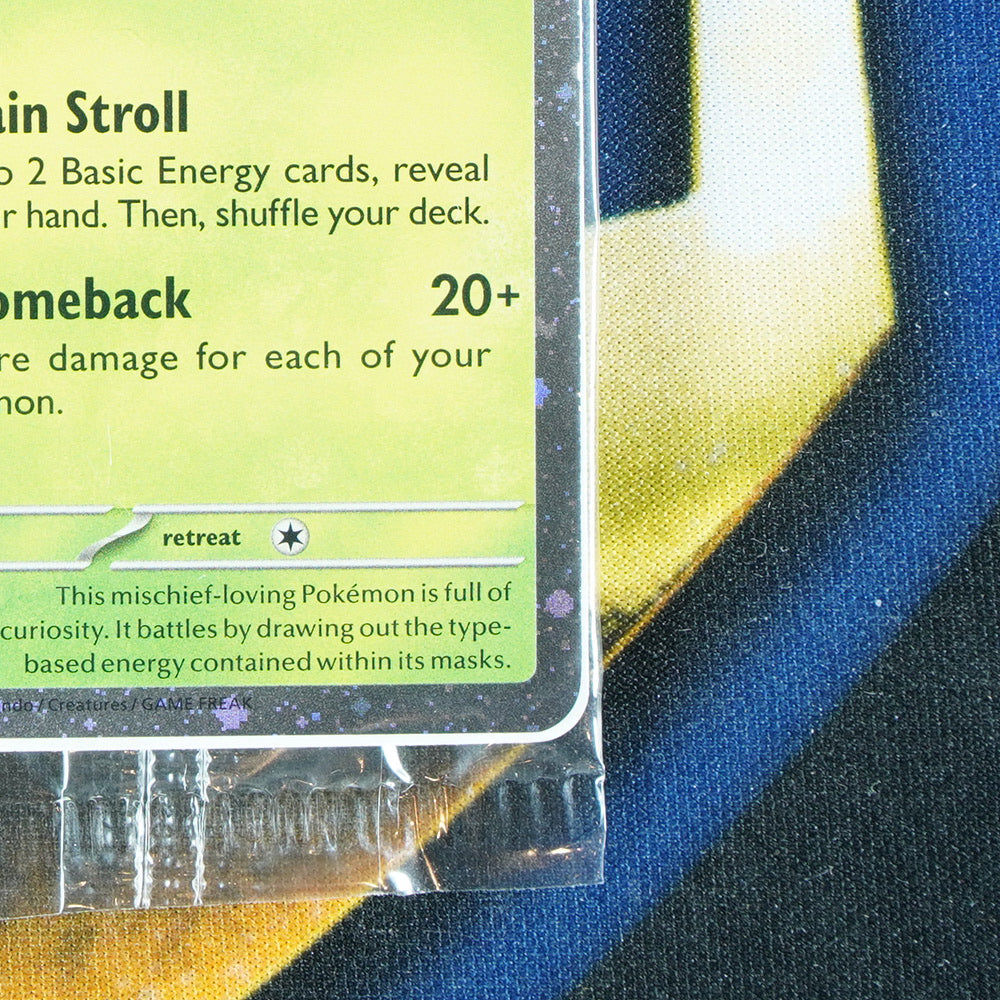 ain Stroll
o 2 Basic Energy cards, reveal
r hand. Then, shuffle your deck.
omeback 20+
re damage for each of your
mon.
retreat
This mischief-loving Pokémon is full of
curiosity. It battles by drawing out the type-
based energy contained within its masks.
ndo / Creatures / GAME FREAK